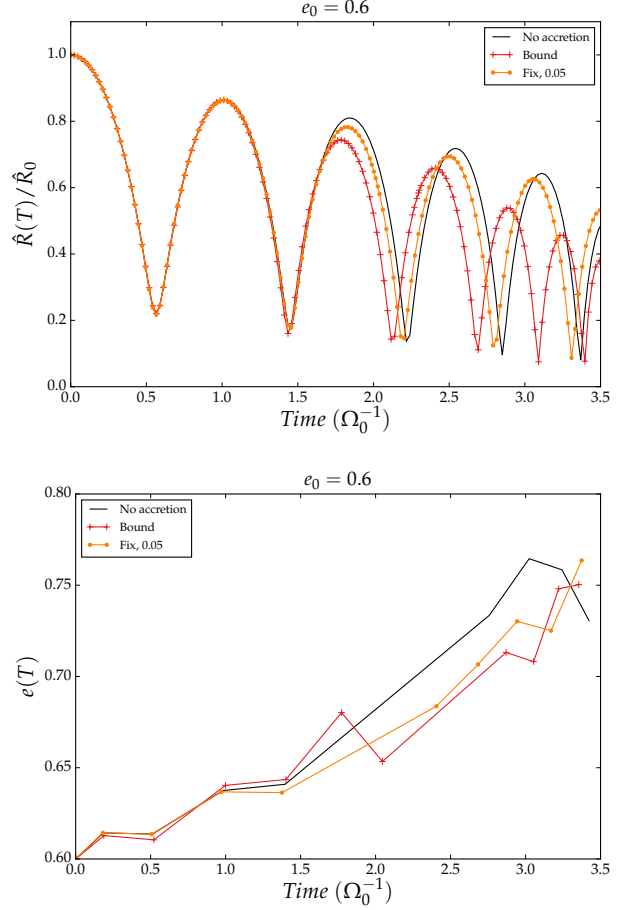 e₀ = 0.6
No accretion
Bound
Fix, 0.05
R̂(T)/R̂₀
1.0
0.8
0.6
0.4
0.2
0.0
0.0 0.5 1.0 1.5 2.0 2.5 3.0 3.5
Time (Ω₀⁻¹)
e₀ = 0.6
No accretion
Bound
Fix, 0.05
e(T)
0.80
0.75
0.70
0.65
0.60
0.0 0.5 1.0 1.5 2.0 2.5 3.0 3.5
Time (Ω₀⁻¹)